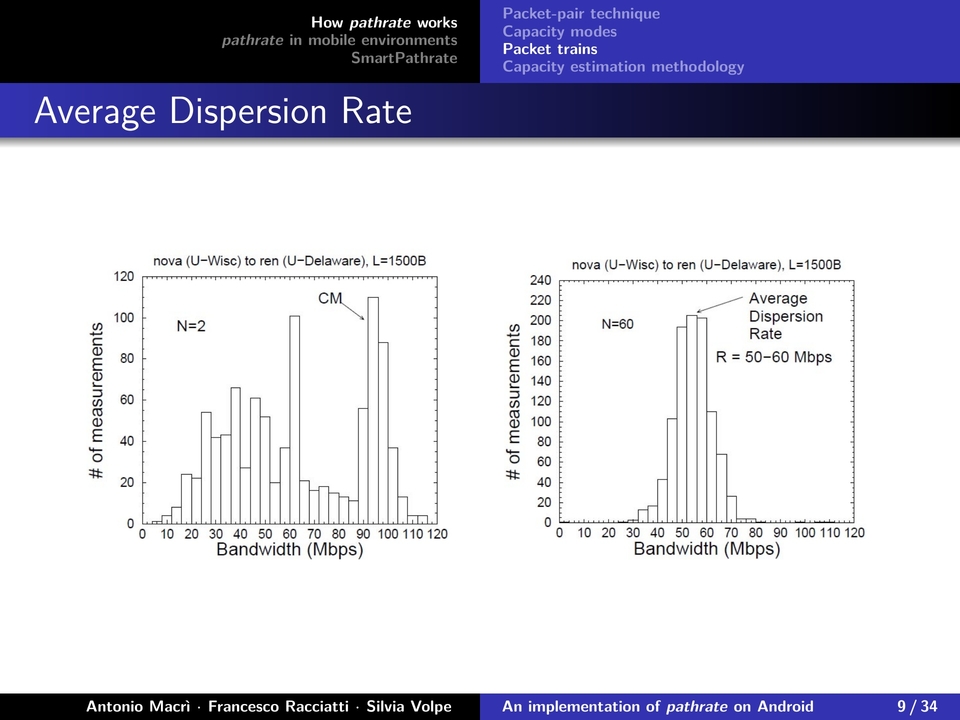 How pathrate works
pathrate in mobile environments
SmartPathrate
Packet-pair technique
Capacity modes
Packet trains
Capacity estimation methodology
Average Dispersion Rate
nova (U−Wisc) to ren (U−Delaware), L=1500B
120
100
80
60
40
20
0
# of measurements
N=2
CM
0 10 20 30 40 50 60 70 80 90 100 110 120
Bandwidth (Mbps)
nova (U−Wisc) to ren (U−Delaware), L=1500B
240
220
200
180
160
140
120
100
80
60
40
20
0
# of measurements
N=60
Average
Dispersion
Rate
R = 50−60 Mbps
0 10 20 30 40 50 60 70 80 90 100 110 120
Bandwidth (Mbps)
Antonio Macrì · Francesco Racciatti · Silvia Volpe
An implementation of pathrate on Android
9 / 34